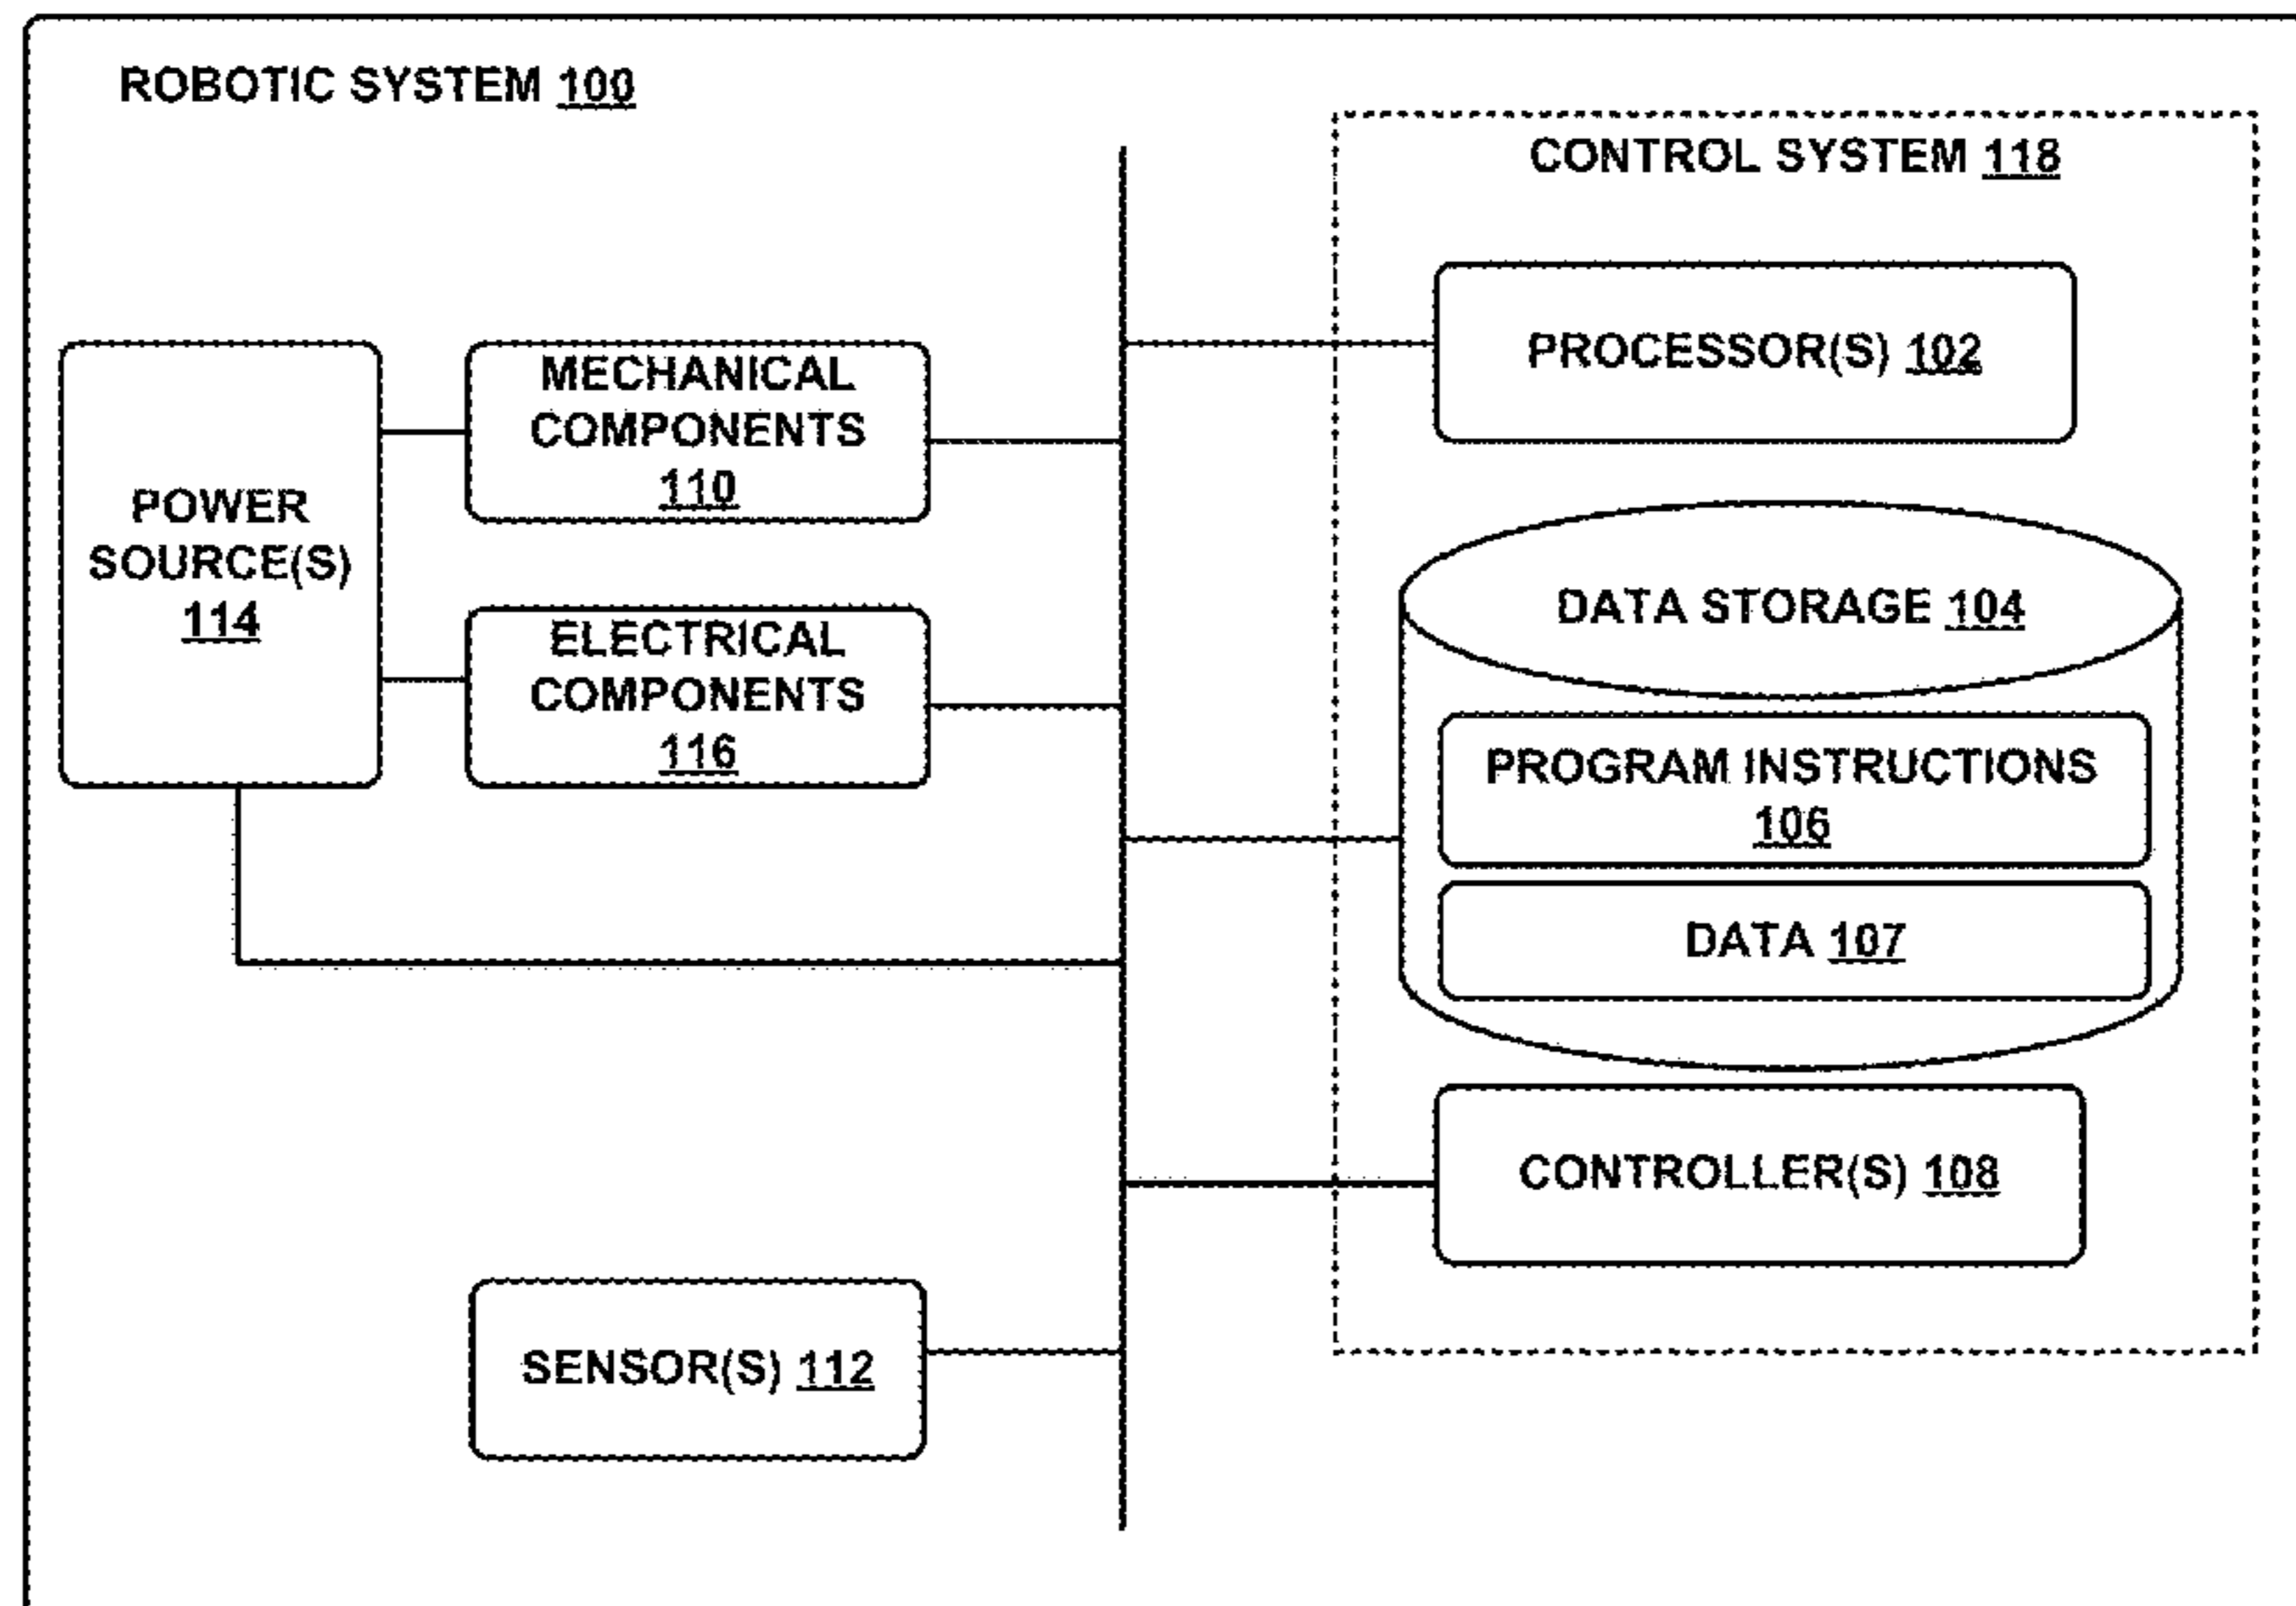 ROBOTIC SYSTEM 100
CONTROL SYSTEM 118
PROCESSOR(S) 102
MECHANICAL
COMPONENTS
110
POWER
SOURCE(S)
114
ELECTRICAL
COMPONENTS
116
DATA STORAGE 104
PROGRAM INSTRUCTIONS
106
DATA 107
CONTROLLER(S) 108
SENSOR(S) 112